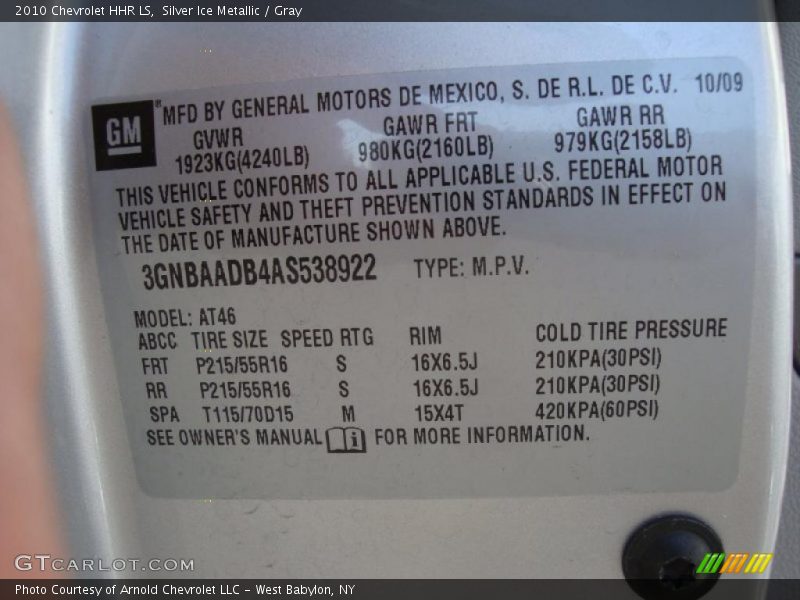 2010 Chevrolet HHR LS, Silver Ice Metallic / Gray
GM ® MFD BY GENERAL MOTORS DE MEXICO, S. DE R.L. DE C.V. 10/09
GVWR GAWR FRT GAWR RR
1923KG(4240LB) 980KG(2160LB) 979KG(2158LB)
THIS VEHICLE CONFORMS TO ALL APPLICABLE U.S. FEDERAL MOTOR
VEHICLE SAFETY AND THEFT PREVENTION STANDARDS IN EFFECT ON
THE DATE OF MANUFACTURE SHOWN ABOVE.
3GNBAADB4AS538922 TYPE: M.P.V.
MODEL: AT46
ABCC TIRE SIZE SPEED RTG RIM COLD TIRE PRESSURE
FRT P215/55R16 S 16X6.5J 210KPA(30PSI)
RR P215/55R16 S 16X6.5J 210KPA(30PSI)
SPA T115/70D15 M 15X4T 420KPA(60PSI)
SEE OWNER'S MANUAL FOR MORE INFORMATION.
GTCARLOT.COM
Photo Courtesy of Arnold Chevrolet LLC - West Babylon, NY